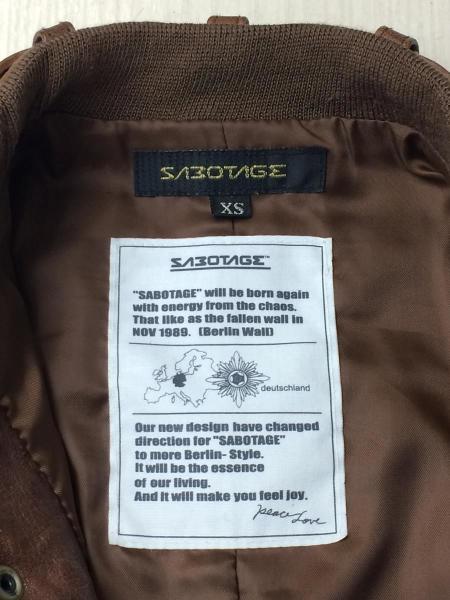 SABOTAGE
XS
SABOTAGE™
"SABOTAGE" will be born again
with energy from the chaos.
That like as the fallen wall in
NOV 1989. (Berlin Wall)
deutschland
Our new design have changed
direction for "SABOTAGE"
to more Berlin- Style.
It will be the essence
of our living.
And it will make you feel joy.
Peace Love